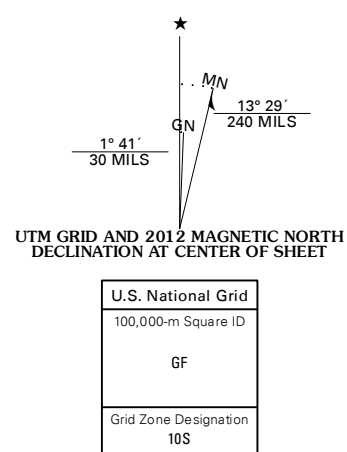 ★
MN
13° 29´
240 MILS
GN
1° 41´
30 MILS
UTM GRID AND 2012 MAGNETIC NORTH
DECLINATION AT CENTER OF SHEET
U.S. National Grid
100,000-m Square ID
GF
Grid Zone Designation
10S